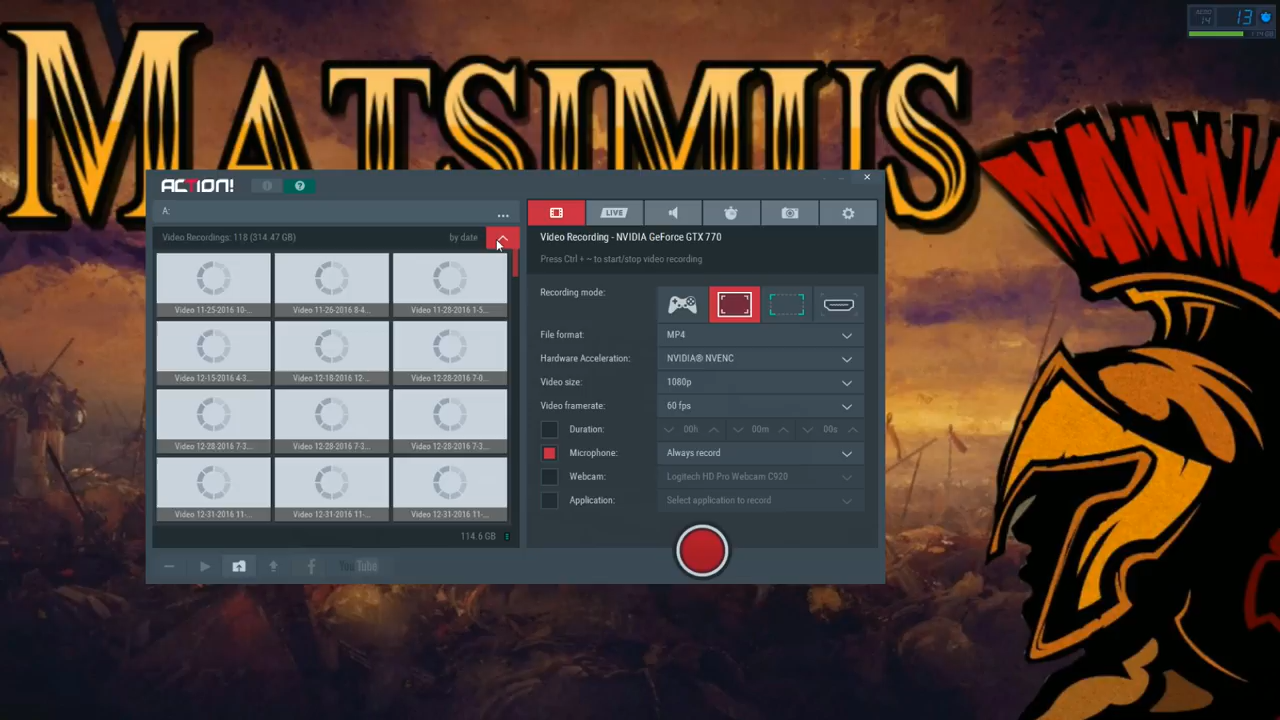 MATSIMUS
13
14
ACTION!
A:
...
Video Recordings: 118 (314.47 GB)
by date
Video 11-25-2016 10-...
Video 11-26-2016 8-4...
Video 11-28-2016 1-5...
Video 12-15-2016 4-3...
Video 12-18-2016 12-...
Video 12-28-2016 7-0...
Video 12-28-2016 7-3...
Video 12-28-2016 7-3...
Video 12-28-2016 7-3...
Video 12-31-2016 11-...
Video 12-31-2016 11-...
Video 12-31-2016 11-...
114.6 GB
You Tube
LIVE
Video Recording - NVIDIA GeForce GTX 770
Press Ctrl + ~ to start/stop video recording
Recording mode:
File format: MP4
Hardware Acceleration: NVIDIA® NVENC
Video size: 1080p
Video framerate: 60 fps
Duration: 00h 00m 00s
Microphone: Always record
Webcam: Logitech HD Pro Webcam C920
Application: Select application to record